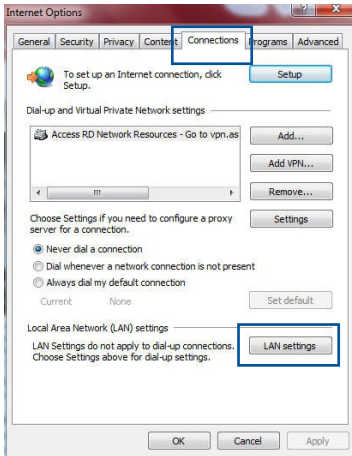 Internet Options
General Security Privacy Content Connections Programs Advanced
To set up an Internet connection, click
Setup.
Setup
Dial-up and Virtual Private Network settings
Access RD Network Resources - Go to vpn.as
Add...
Add VPN...
Remove...
Choose Settings if you need to configure a proxy
server for a connection.
Settings
Never dial a connection
Dial whenever a network connection is not present
Always dial my default connection
Current None
Set default
Local Area Network (LAN) settings
LAN Settings do not apply to dial-up connections.
Choose Settings above for dial-up settings.
LAN settings
OK Cancel Apply